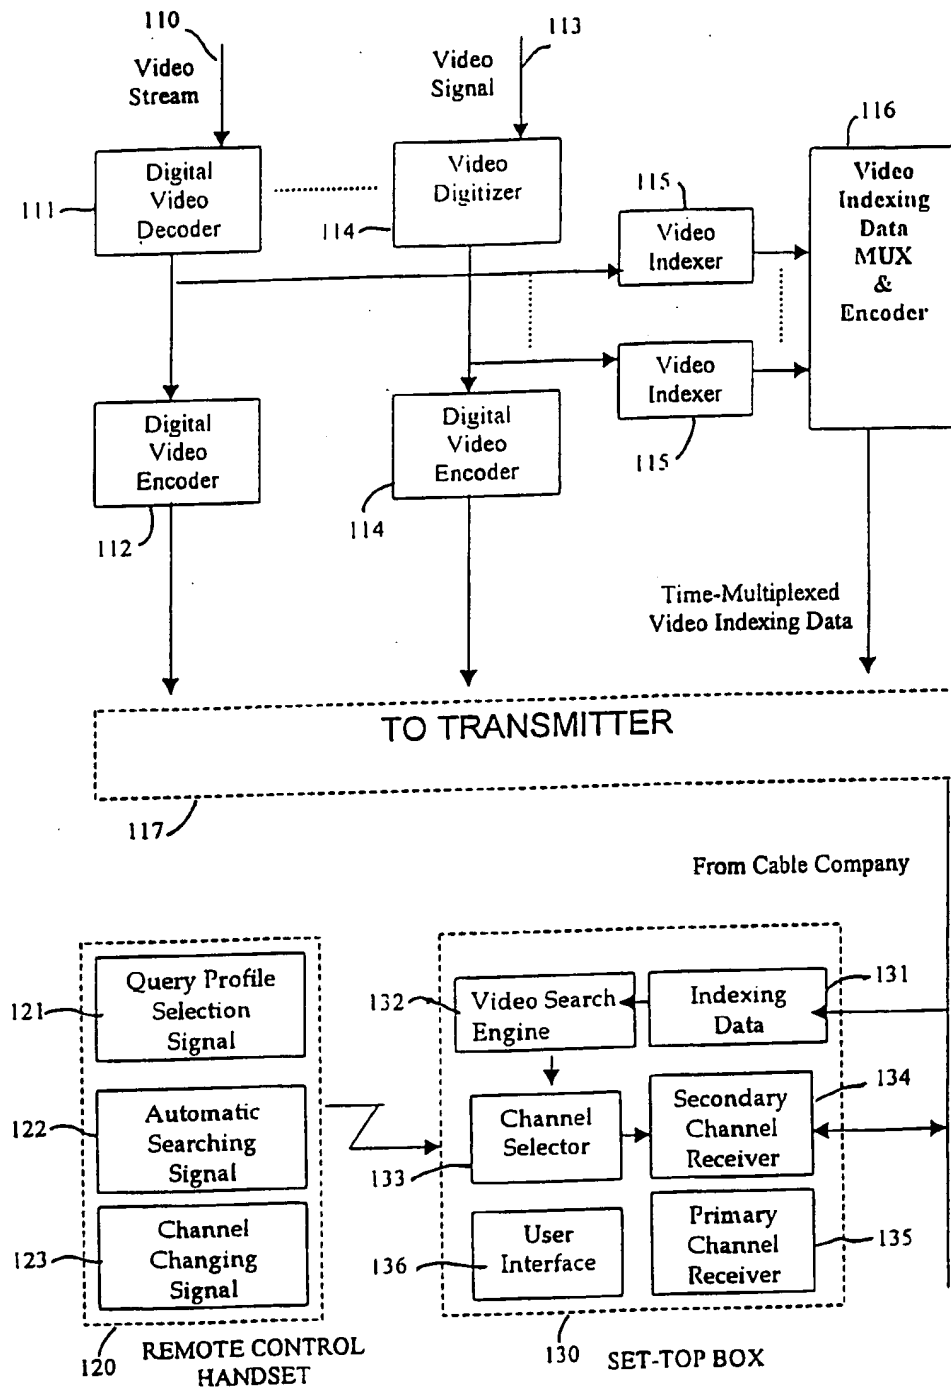 110
113
Video
Stream
Video
Signal
116
Digital
Video
Decoder
111
Video
Digitizer
114
115
Video
Indexer
Video
Indexing
Data
MUX
&
Encoder
Video
Indexer
115
Digital
Video
Encoder
112
Digital
Video
Encoder
114
Time-Multiplexed
Video Indexing Data
TO TRANSMITTER
117
From Cable Company
Query Profile
Selection
Signal
121
Automatic
Searching
Signal
122
Channel
Changing
Signal
123
120
REMOTE CONTROL
HANDSET
132
Video Search
Engine
Indexing
Data
131
Channel
Selector
133
Secondary
Channel
Receiver
134
User
Interface
136
Primary
Channel
Receiver
135
130
SET-TOP BOX